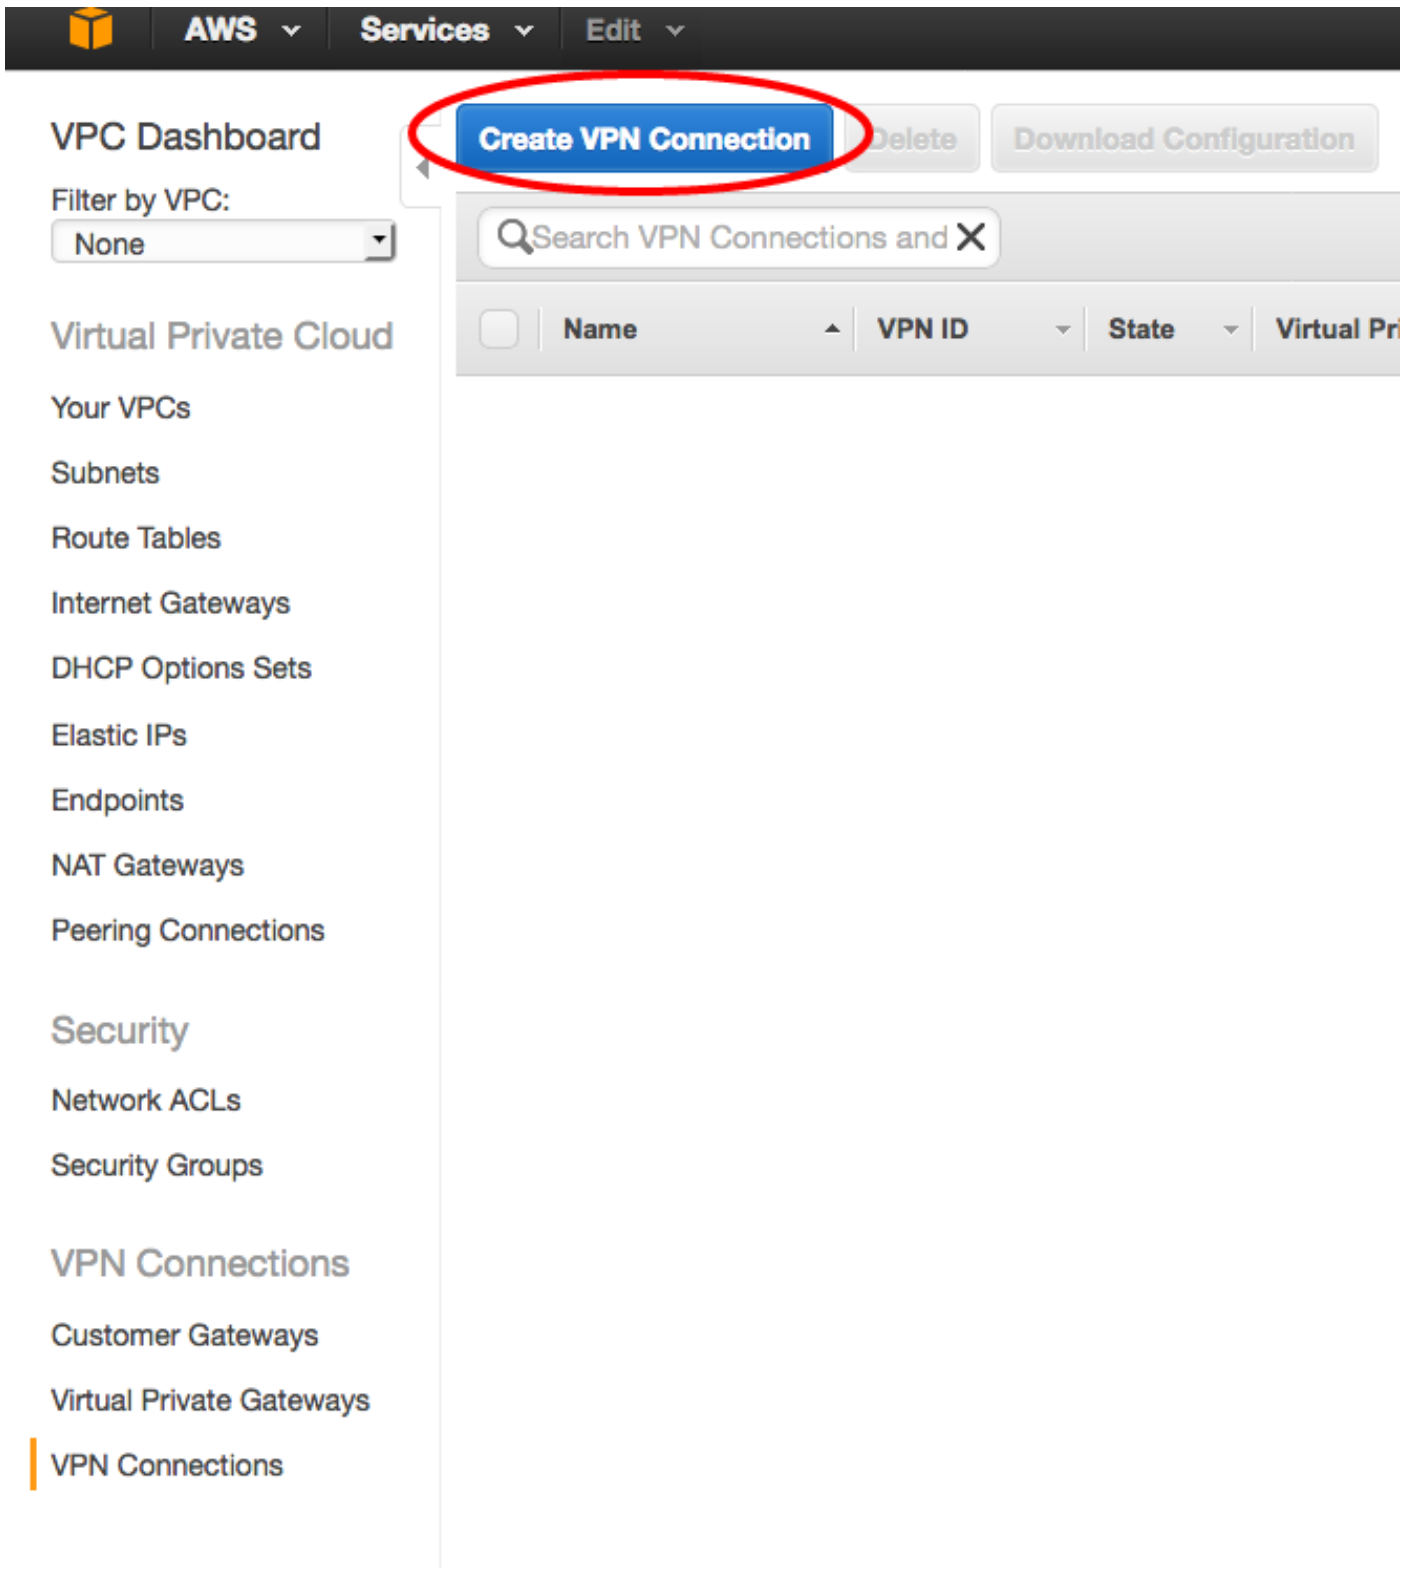 AWS Services Edit
VPC Dashboard
Filter by VPC:
None
Virtual Private Cloud
Your VPCs
Subnets
Route Tables
Internet Gateways
DHCP Options Sets
Elastic IPs
Endpoints
NAT Gateways
Peering Connections
Security
Network ACLs
Security Groups
VPN Connections
Customer Gateways
Virtual Private Gateways
VPN Connections
Create VPN Connection Delete Download Configuration
Search VPN Connections and
Name VPN ID State Virtual Pri